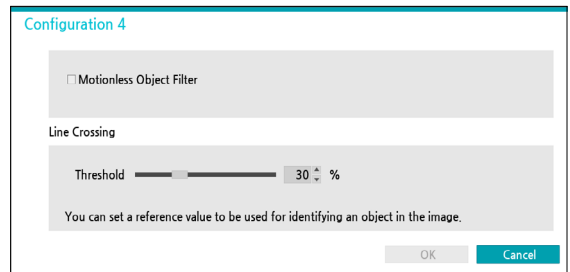 Configuration 4
Motionless Object Filter
Line Crossing
Threshold 30 %
You can set a reference value to be used for identifying an object in the image.
OK Cancel